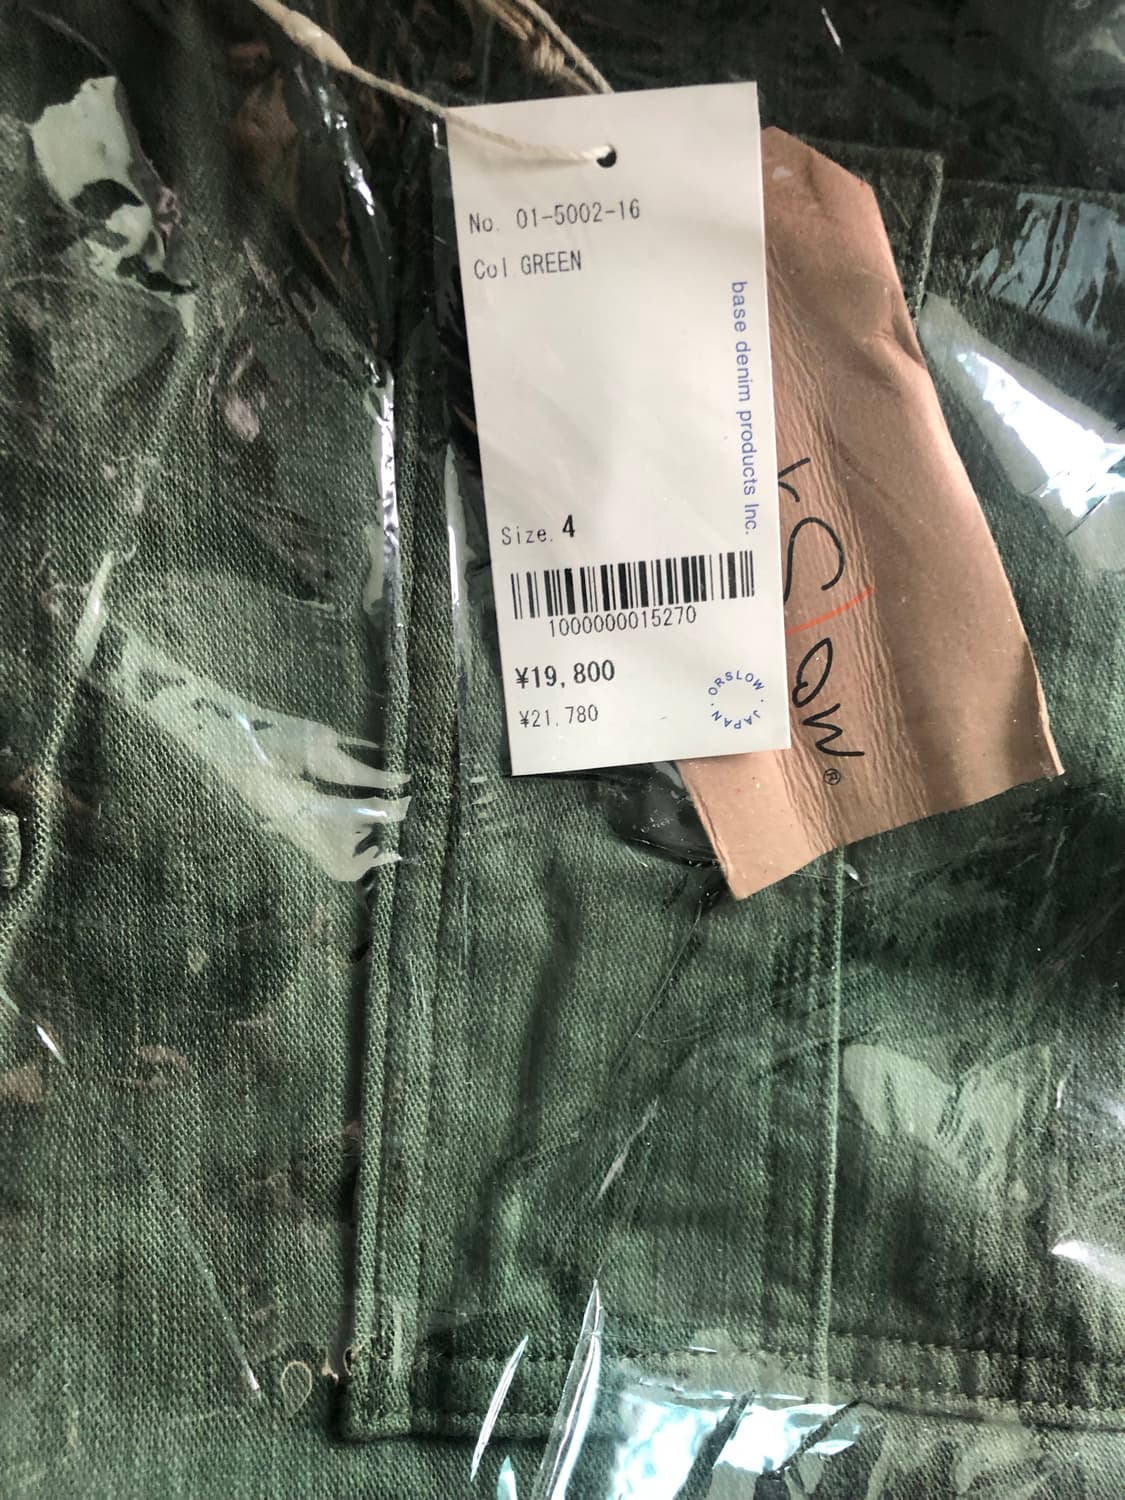 No. 01-5002-16
Col GREEN
base denim products Inc.
Size. 4
1000000015270
¥19,800
¥21,780
ORSLOW · JAPAN ·
rSlow®